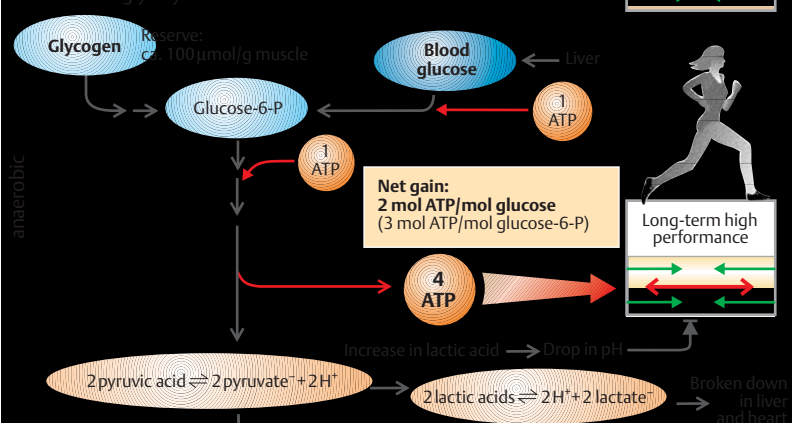 Glycogen
Reserve:
ca. 100 µmol/g muscle
Blood
glucose
Liver
Glucose-6-P
1
ATP
1
ATP
anaerobic
Net gain:
2 mol ATP/mol glucose
(3 mol ATP/mol glucose-6-P)
Long-term high
performance
4
ATP
Increase in lactic acid
Drop in pH
2 pyruvic acid ⇌ 2 pyruvate⁻ + 2H⁺
2 lactic acids ⇌ 2H⁺ + 2 lactate⁻
Broken down
in liver
and heart